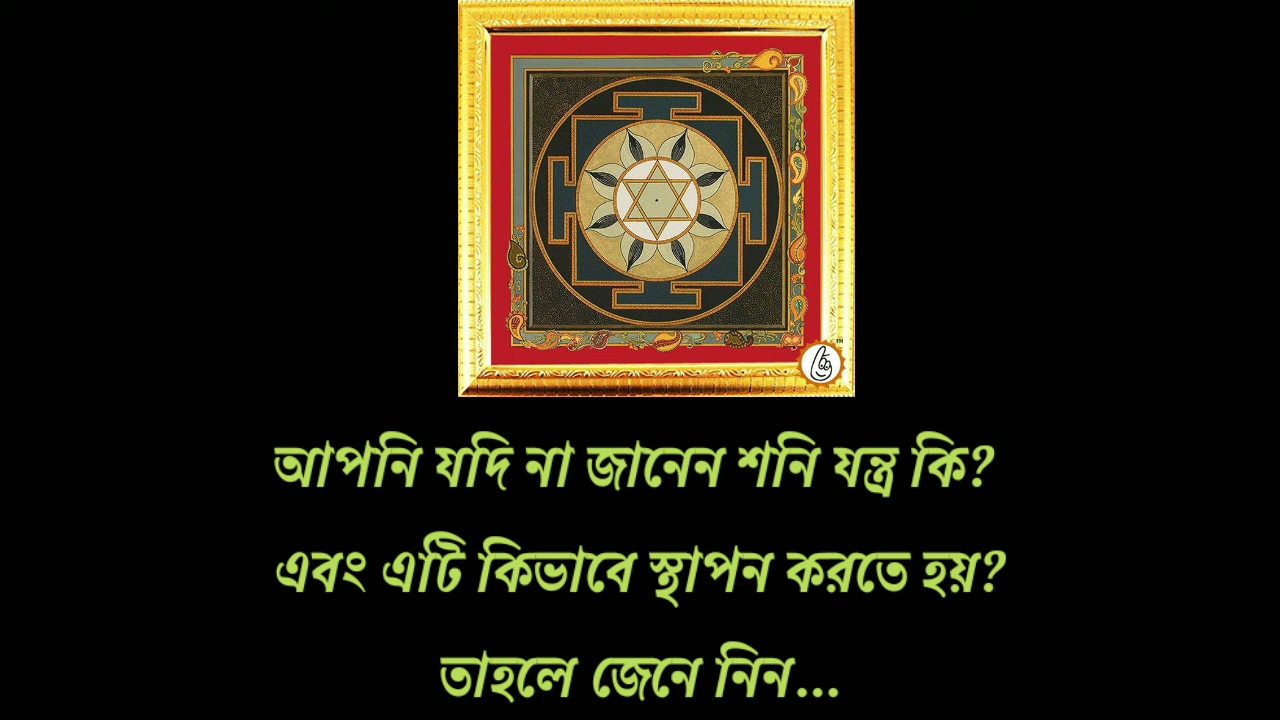 আপনি যদি না জানেন শনি যন্ত্র কি?
এবং এটি কিভাবে স্থাপন করতে হয়?
তাহলে জেনে নিন...